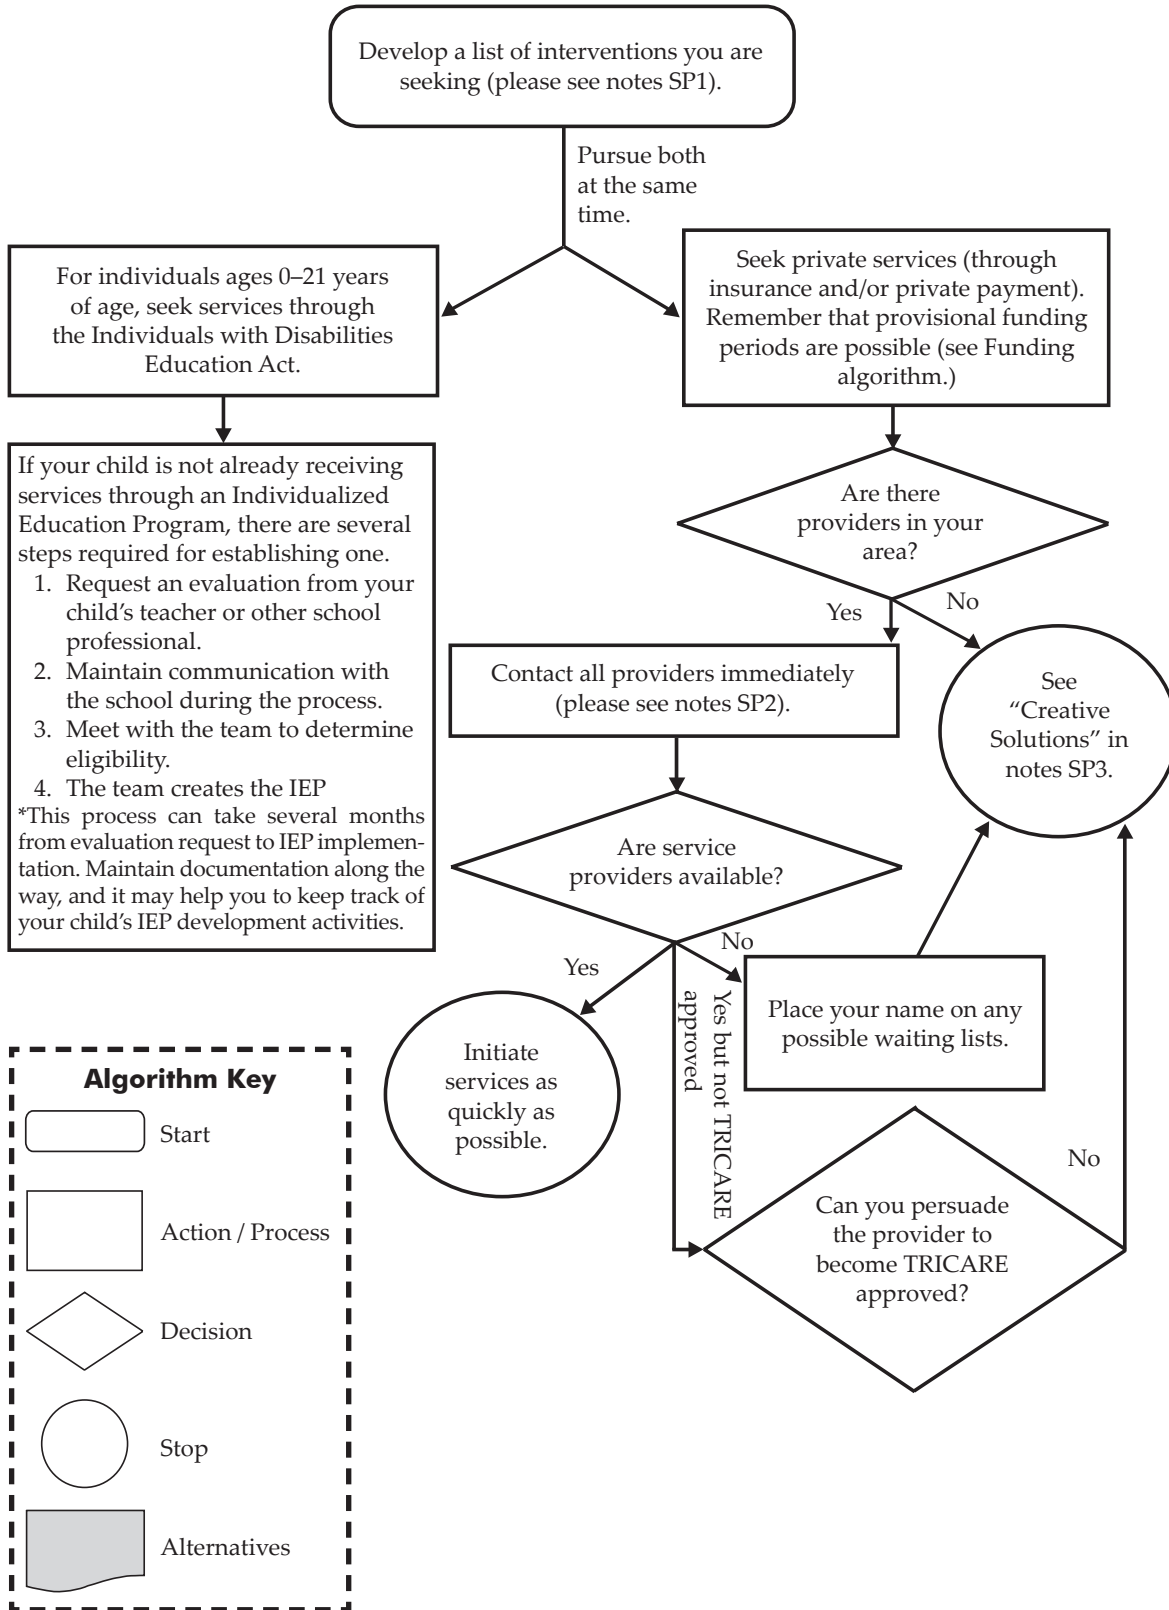 Develop a list of interventions you are
seeking (please see notes SP1).
Pursue both
at the same
time.
For individuals ages 0–21 years
of age, seek services through
the Individuals with Disabilities
Education Act.
Seek private services (through
insurance and/or private payment).
Remember that provisional funding
periods are possible (see Funding
algorithm.)
If your child is not already receiving
services through an Individualized
Education Program, there are several
steps required for establishing one.
1. Request an evaluation from your
child’s teacher or other school
professional.
2. Maintain communication with
the school during the process.
3. Meet with the team to determine
eligibility.
4. The team creates the IEP
*This process can take several months
from evaluation request to IEP implemen-
tation. Maintain documentation along the
way, and it may help you to keep track of
your child’s IEP development activities.
Are there
providers in your
area?
Yes
No
Contact all providers immediately
(please see notes SP2).
See
“Creative
Solutions” in
notes SP3.
Are service
providers available?
Yes
No
Yes but not TRICARE
approved
Initiate
services as
quickly as
possible.
Place your name on any
possible waiting lists.
Can you persuade
the provider to
become TRICARE
approved?
No
Algorithm Key
Start
Action / Process
Decision
Stop
Alternatives